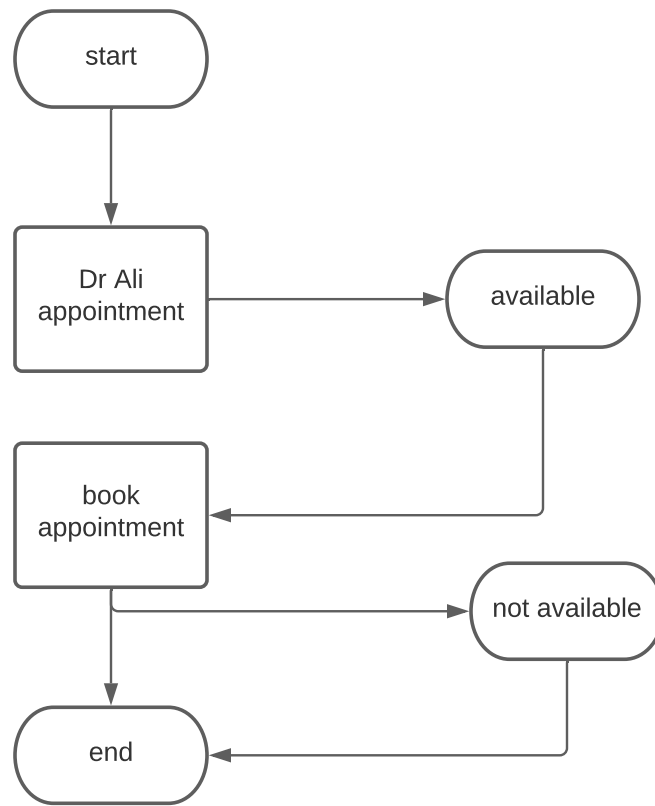 start
Dr Ali
appointment
available
book
appointment
not available
end